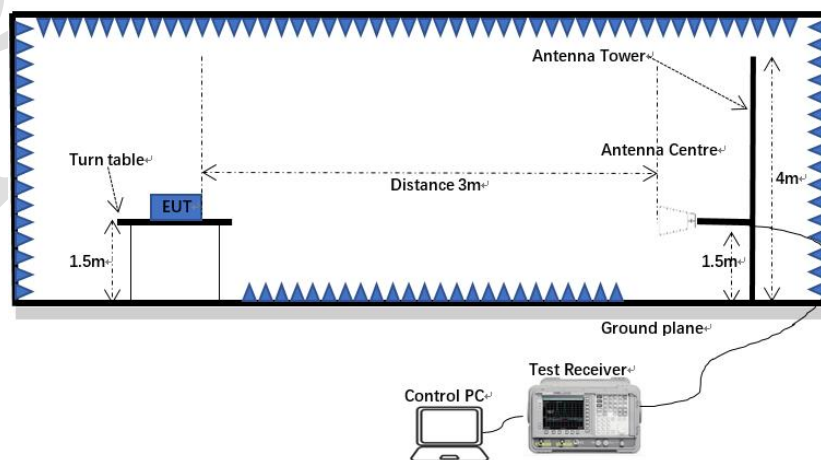 Antenna Tower
Antenna Centre
Turn table
Distance 3m
4m
EUT
1.5m
1.5m
Ground plane
Test Receiver
Control PC